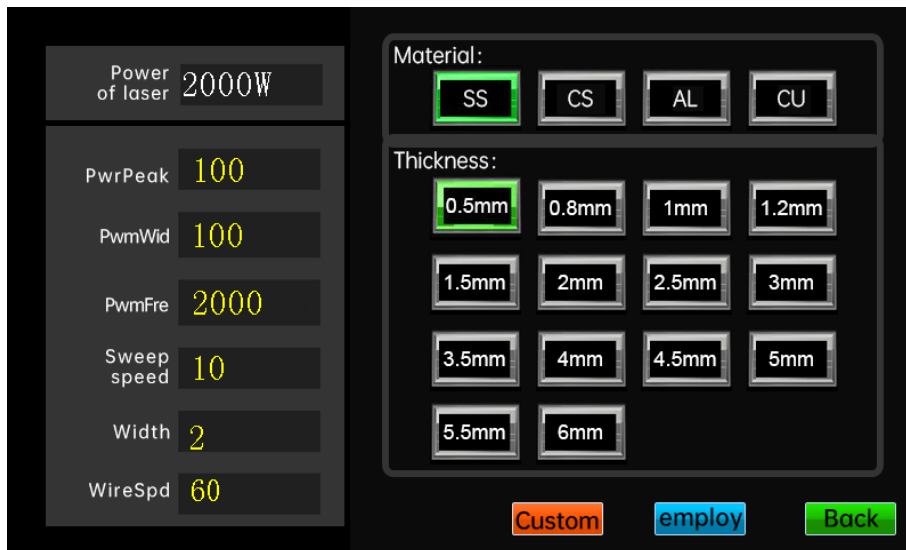 Power
of laser 2000W
PwrPeak 100
PwmWid 100
PwmFre 2000
Sweep
speed 10
Width 2
WireSpd 60
Material:
SS CS AL CU
Thickness:
0.5mm 0.8mm 1mm 1.2mm
1.5mm 2mm 2.5mm 3mm
3.5mm 4mm 4.5mm 5mm
5.5mm 6mm
Custom employ Back